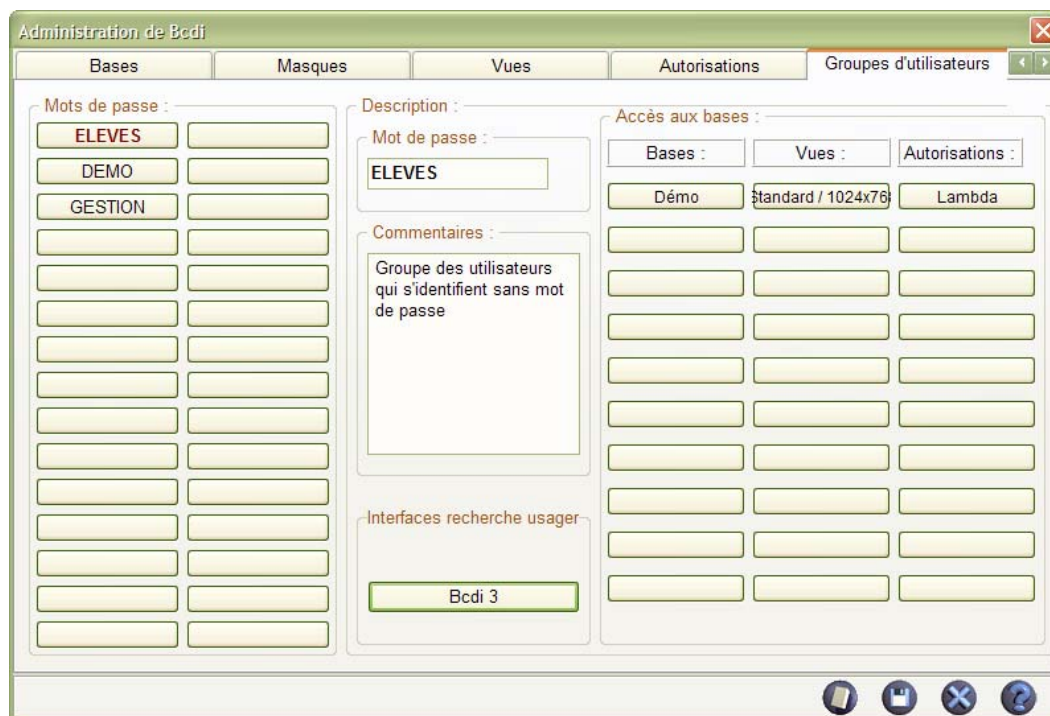 Administration de Bcdi
Bases
Masques
Vues
Autorisations
Groupes d'utilisateurs
Mots de passe :
ELEVES
DEMO
GESTION
Description :
Mot de passe :
ELEVES
Commentaires :
Groupe des utilisateurs
qui s'identifient sans mot
de passe
Interfaces recherche usager
Bcdi 3
Accès aux bases :
Bases :
Vues :
Autorisations :
Démo
Standard / 1024x768
Lambda